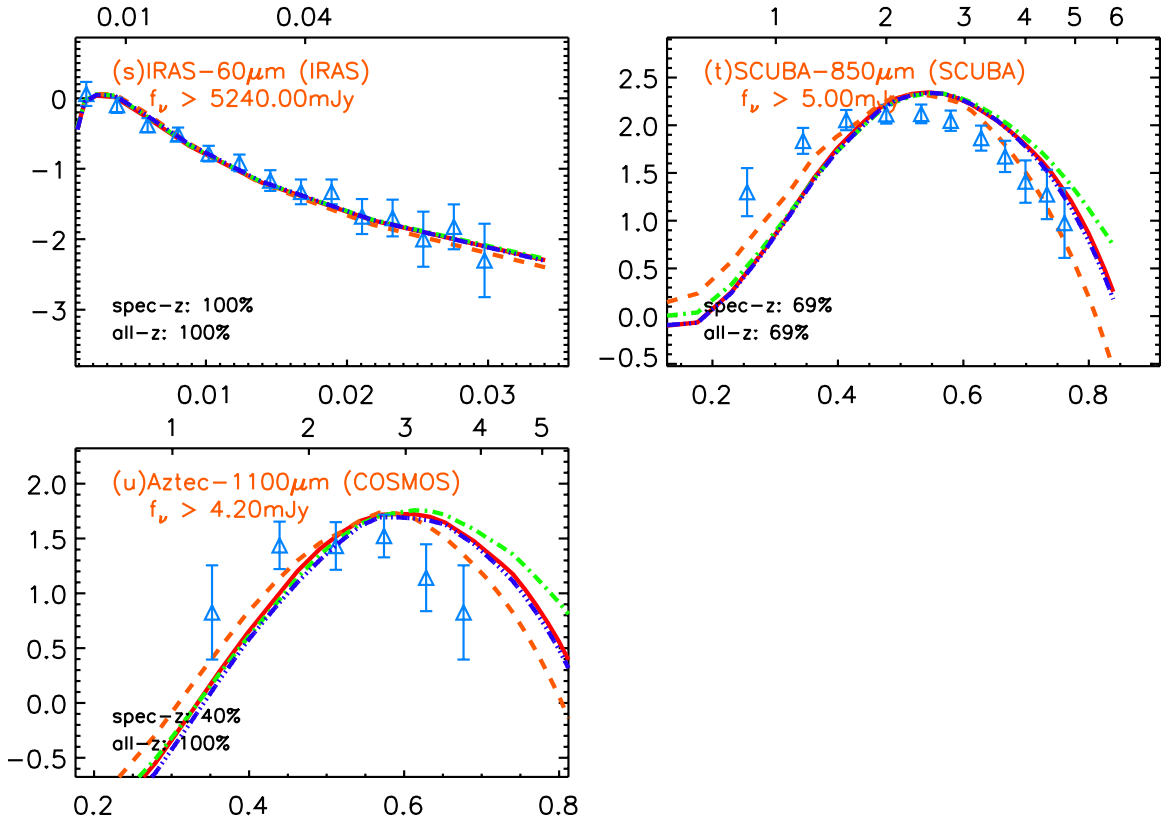 0.01 0.04
(s)IRAS−60μm (IRAS)
fν > 5240.00mJy
0
−1
−2
−3
spec−z: 100%
all−z: 100%
0.01 0.02 0.03
1 2 3 4 5 6
(t)SCUBA−850μm (SCUBA)
fν > 5.00mJy
2.5
2.0
1.5
1.0
0.5
0.0
−0.5
spec−z: 69%
all−z: 69%
0.2 0.4 0.6 0.8
1 2 3 4 5
(u)Aztec−1100μm (COSMOS)
fν > 4.20mJy
2.0
1.5
1.0
0.5
0.0
−0.5
spec−z: 40%
all−z: 100%
0.2 0.4 0.6 0.8